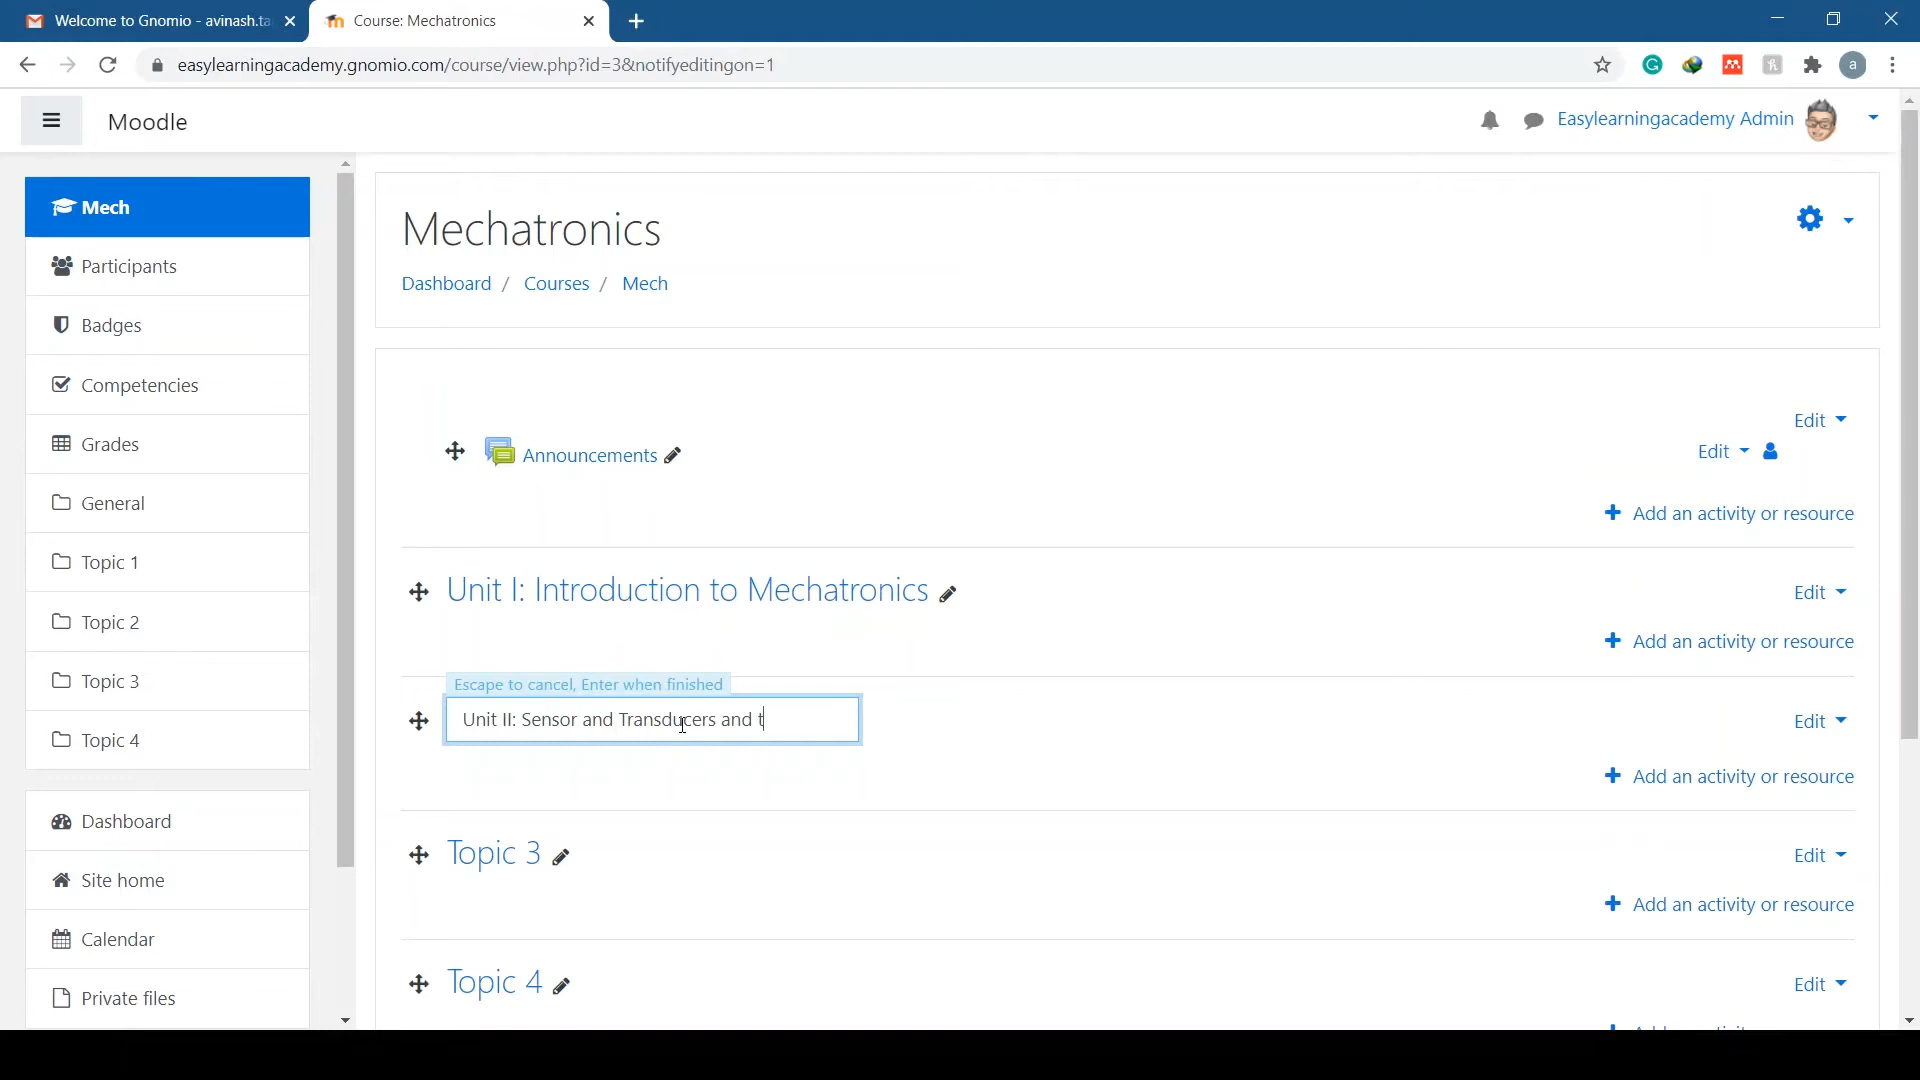 Welcome to Gnomio - avinash.ta
Course: Mechatronics
easylearningacademy.gnomio.com/course/view.php?id=3&notifyeditingon=1
a
Moodle
Easylearningacademy Admin
Mech
Participants
Badges
Competencies
Grades
General
Topic 1
Topic 2
Topic 3
Topic 4
Dashboard
Site home
Calendar
Private files
Mechatronics
Dashboard / Courses / Mech
Edit
Announcements
Edit
Add an activity or resource
Unit I: Introduction to Mechatronics
Edit
Add an activity or resource
Escape to cancel, Enter when finished
Unit II: Sensor and Transducers and t
Edit
Add an activity or resource
Topic 3
Edit
Add an activity or resource
Topic 4
Edit